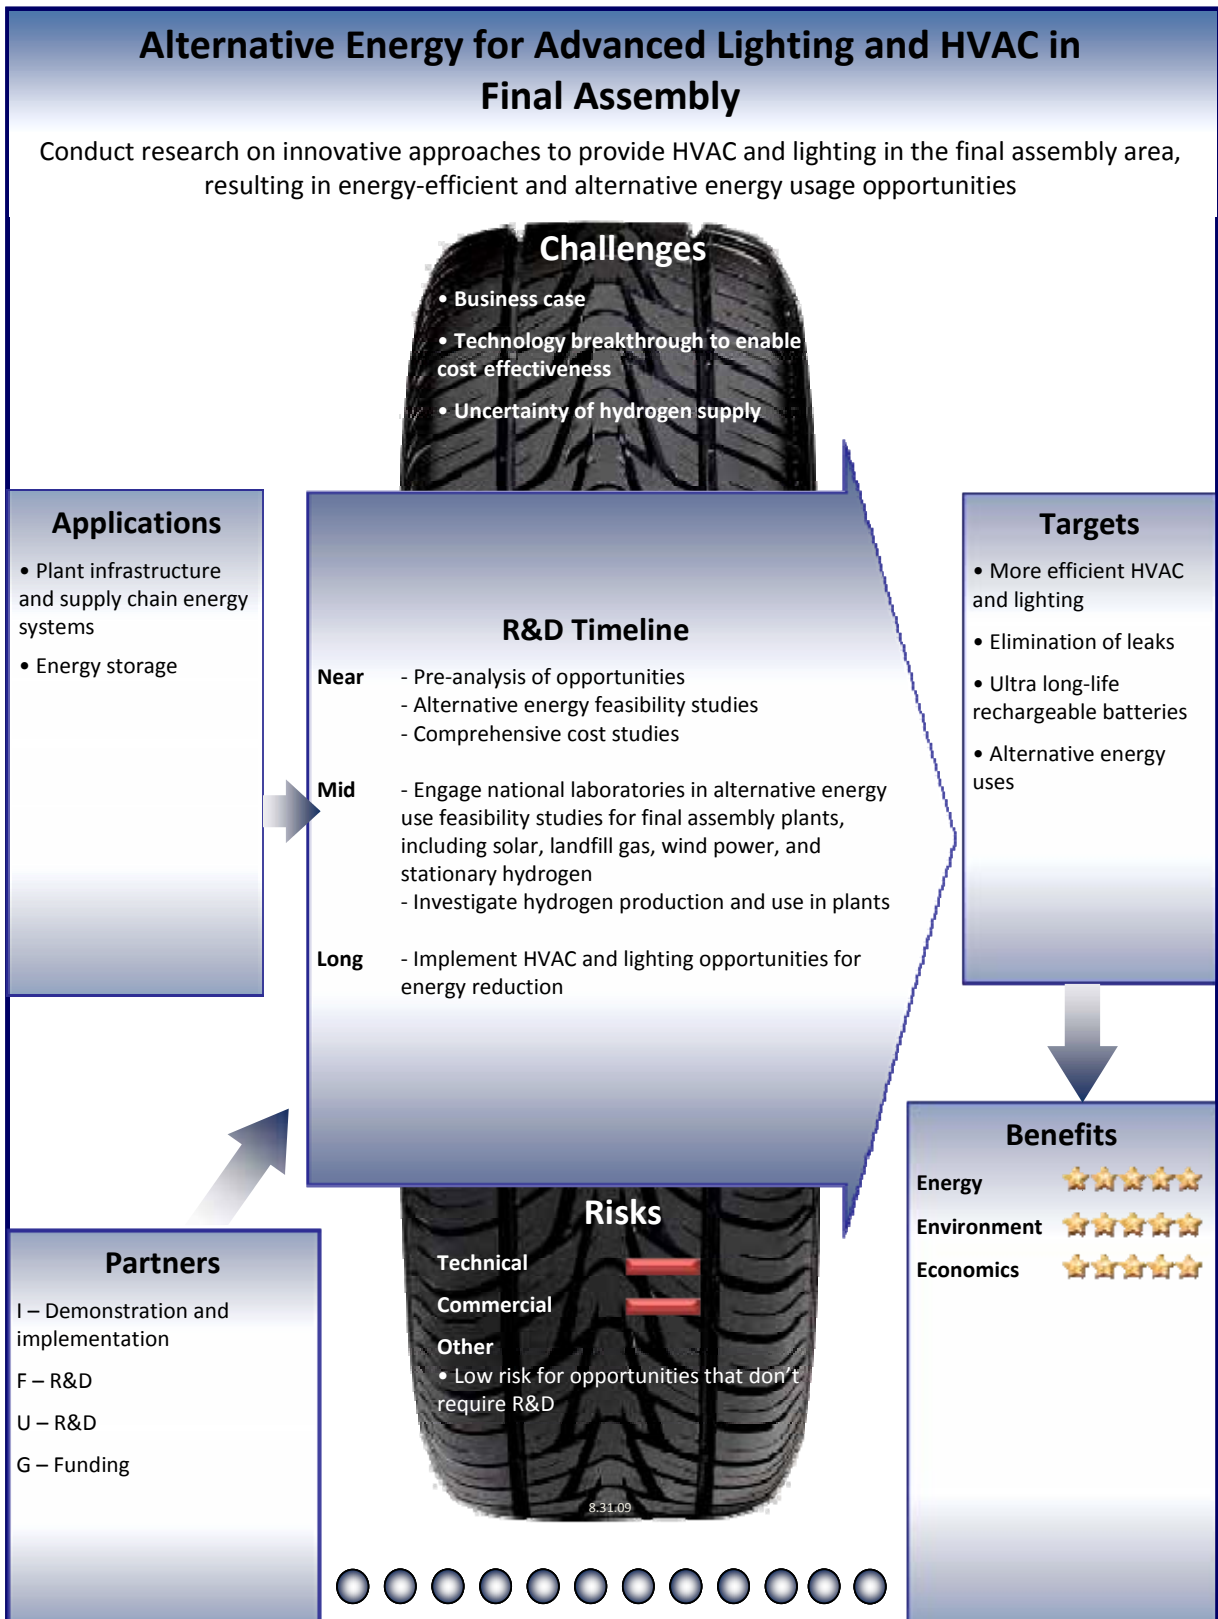 Alternative Energy for Advanced Lighting and HVAC in
Final Assembly
Conduct research on innovative approaches to provide HVAC and lighting in the final assembly area,
resulting in energy-efficient and alternative energy usage opportunities
Challenges
• Business case
• Technology breakthrough to enable
cost effectiveness
• Uncertainty of hydrogen supply
Applications
• Plant infrastructure
and supply chain energy
systems
• Energy storage
R&D Timeline
Near - Pre-analysis of opportunities
- Alternative energy feasibility studies
- Comprehensive cost studies
Mid - Engage national laboratories in alternative energy
use feasibility studies for final assembly plants,
including solar, landfill gas, wind power, and
stationary hydrogen
- Investigate hydrogen production and use in plants
Long - Implement HVAC and lighting opportunities for
energy reduction
Targets
• More efficient HVAC
and lighting
• Elimination of leaks
• Ultra long-life
rechargeable batteries
• Alternative energy
uses
Partners
I – Demonstration and
implementation
F – R&D
U – R&D
G – Funding
Risks
Technical
Commercial
Other
• Low risk for opportunities that don't
require R&D
8.31.09
Benefits
Energy
Environment
Economics